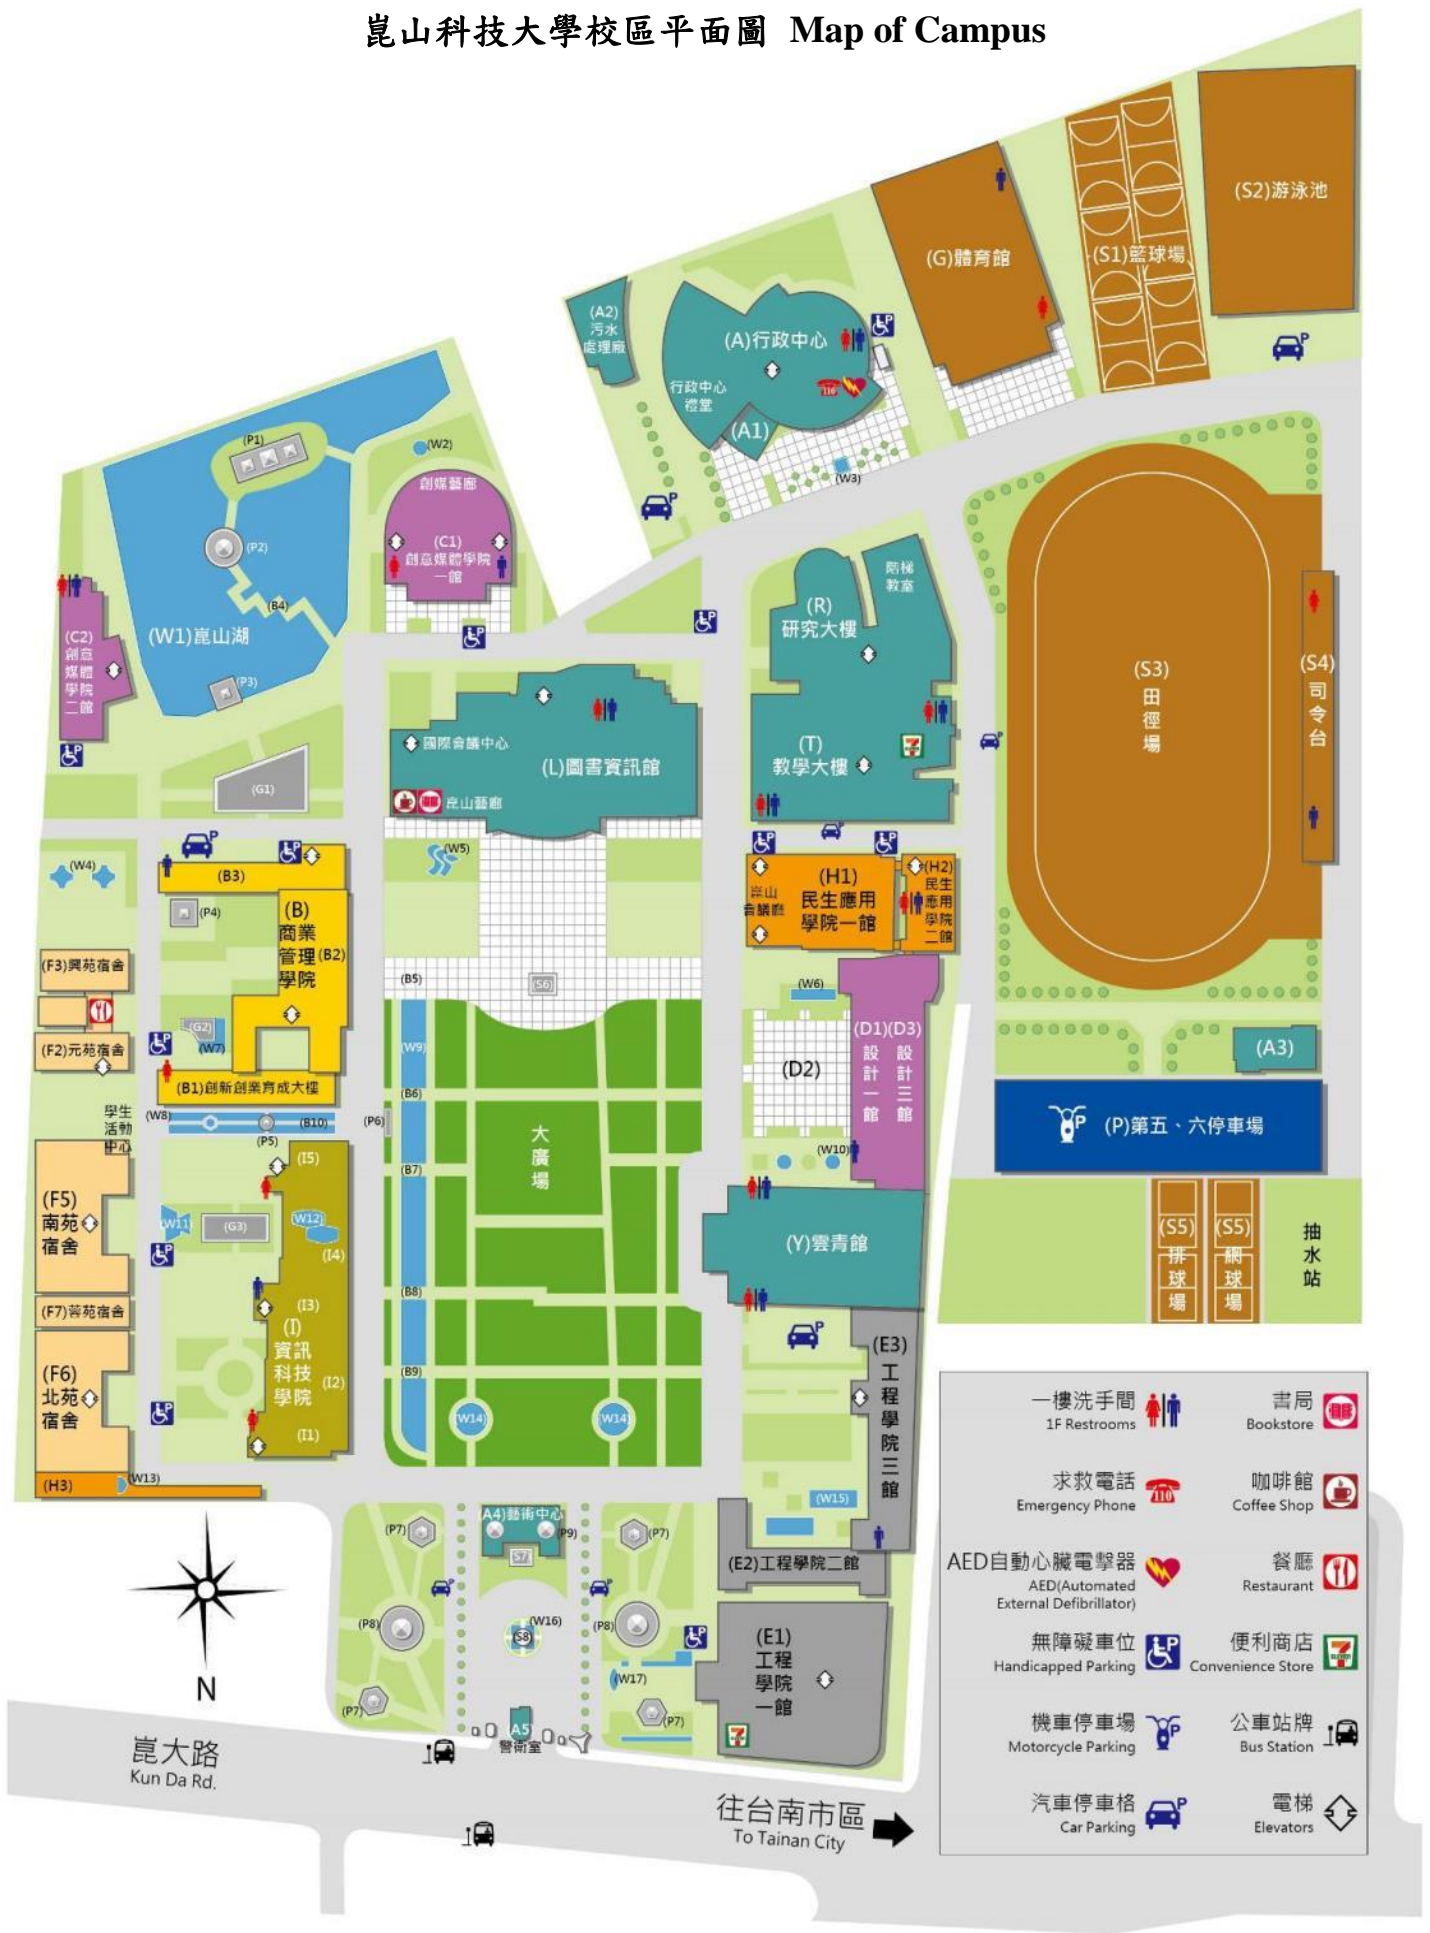 崑山科技大學校區平面圖 Map of Campus
(S2)游泳池
(S1)籃球場
(G)體育館
(A2)
污水
處理廠
(A)行政中心
行政中心
禮堂
(A1)
(W3)
(P1)
(W2)
創媒藝廊
(C1)
創意媒體學院
一館
(P2)
(B4)
(W1)崑山湖
(P3)
(C2)
創意
媒體
學院
二館
階梯
教室
(R)
研究大樓
(S3)
田
徑
場
(S4)
司
令
台
國際會議中心
(L)圖書資訊館
崑山藝廊
(T)
教學大樓
(G1)
(W4)
(B3)
(W5)
(P4)
(B)
商業
管理
學院
(B2)
崑山
會議廳
(H1)
民生應用
學院一館
(H2)
民生
應用
學院
二館
(F3)興苑宿舍
(B5)
(S6)
(W6)
(F2)元苑宿舍
(G2)
(W7)
(W9)
(D2)
(D1)
設
計
一
館
(D3)
設
計
三
館
(A3)
(B1)創新創業育成大樓
(B6)
學生
活動
中心
(W8)
(P5)
(B10)
(P6)
(P)第五、六停車場
大
廣
場
(W10)
(I5)
(B7)
(F5)
南苑
宿舍
(W11)
(G3)
(W12)
(I4)
(Y)雲青館
(S5)
排
球
場
(S5)
網
球
場
抽
水
站
(F7)蓉苑宿舍
(I3)
(B8)
(I)
資訊
科技
學院
(I2)
(I1)
(F6)
北苑
宿舍
(B9)
(W14)
(W14)
(E3)
工
程
學
院
三
館
(H3)
(W13)
(W15)
(P7)
(A4)藝術中心
(P9)
(S7)
(P7)
(E2)工程學院二館
(P8)
(W16)
(S8)
(P8)
(E1)
工程
學院
一館
(W17)
(P7)
(A5)
警衛室
(P7)
N
崑大路
Kun Da Rd.
往台南市區
To Tainan City
一樓洗手間
1F Restrooms
書局
Bookstore
求救電話
Emergency Phone
110
咖啡館
Coffee Shop
AED自動心臟電擊器
AED(Automated
External Defibrillator)
餐廳
Restaurant
無障礙車位
Handicapped Parking
便利商店
Convenience Store
機車停車場
Motorcycle Parking
公車站牌
Bus Station
汽車停車格
Car Parking
電梯
Elevators